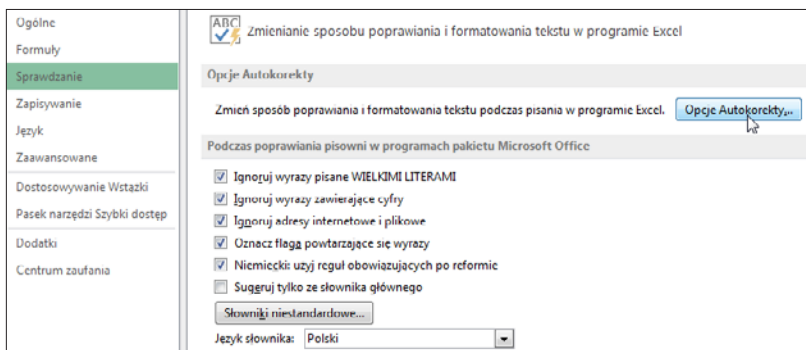 Ogólne
Formuły
Sprawdzanie
Zapisywanie
Język
Zaawansowane
Dostosowywanie Wstążki
Pasek narzędzi Szybki dostęp
Dodatki
Centrum zaufania
ABC
Zmienianie sposobu poprawiania i formatowania tekstu w programie Excel
Opcje Autokorekty
Zmień sposób poprawiania i formatowania tekstu podczas pisania w programie Excel. Opcje Autokorekty...
Podczas poprawiania pisowni w programach pakietu Microsoft Office
Ignoruj wyrazy pisane WIELKIMI LITERAMI
Ignoruj wyrazy zawierające cyfry
Ignoruj adresy internetowe i plikowe
Oznacz flagą powtarzające się wyrazy
Niemiecki: użyj reguł obowiązujących po reformie
Sugeruj tylko ze słownika głównego
Słowniki niestandardowe...
Język słownika: Polski